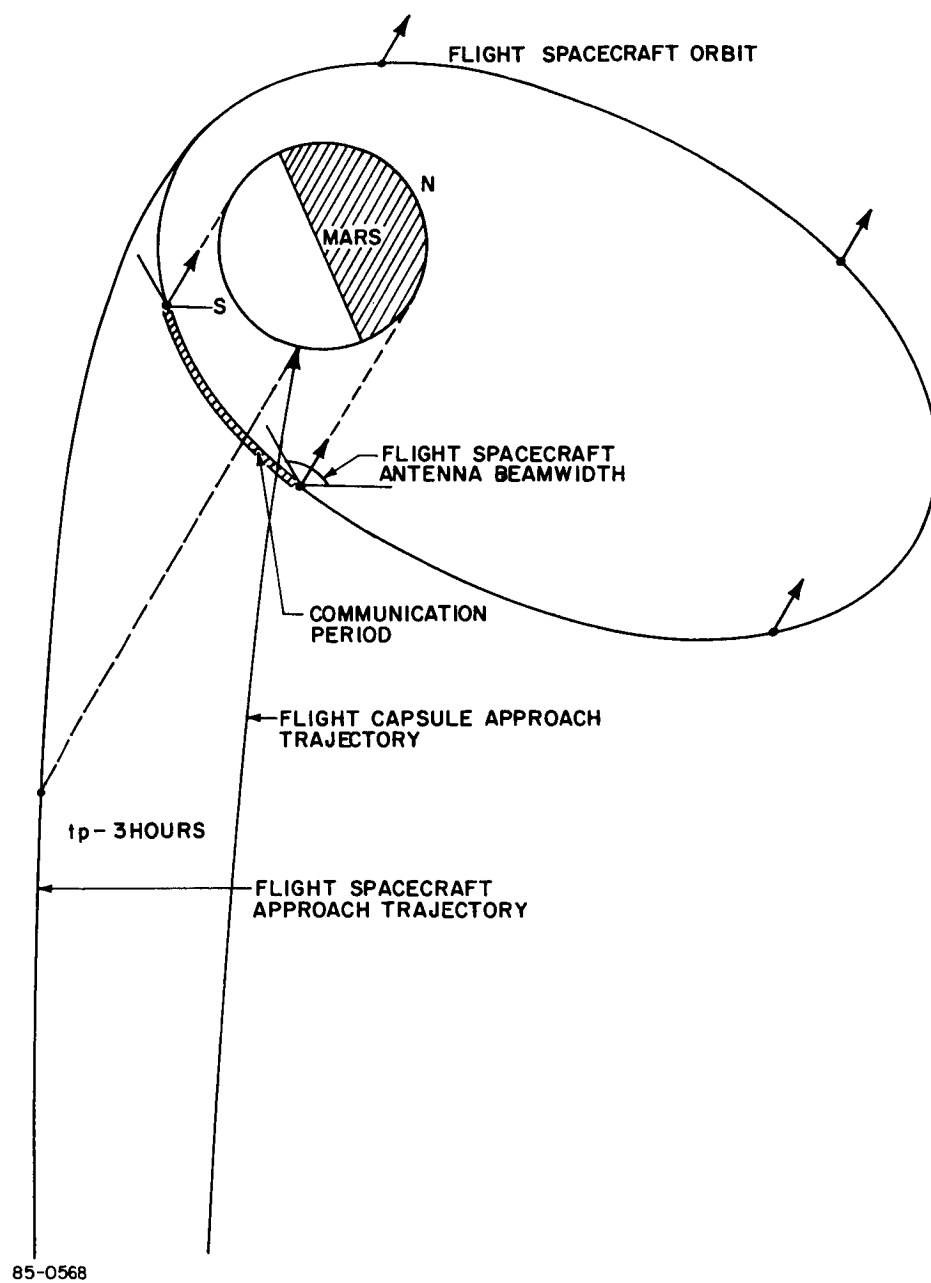 FLIGHT SPACECRAFT ORBIT
N
MARS
S
FLIGHT SPACECRAFT
ANTENNA BEAMWIDTH
COMMUNICATION
PERIOD
FLIGHT CAPSULE APPROACH
TRAJECTORY
tp- 3HOURS
FLIGHT SPACECRAFT
APPROACH TRAJECTORY
85-0568